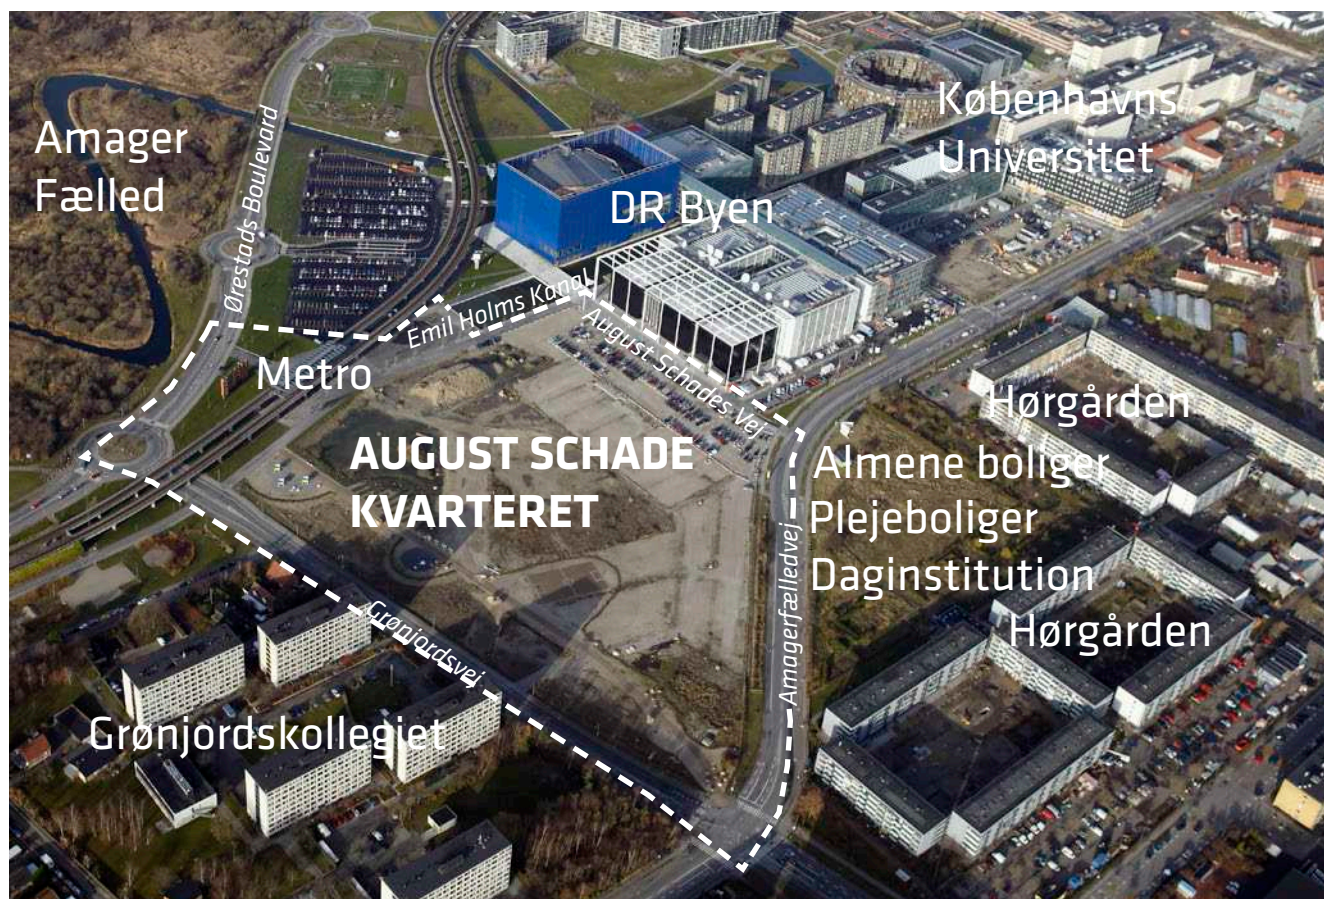 Amager
Fælled
Ørestads Boulevard
Københavns
Universitet
DR Byen
Emil Holms Kanal
August Schades Vej
Metro
AUGUST SCHADE
KVARTERET
Hørgården
Almene boliger
Plejeboliger
Daginstitution
Amagerfælledvej
Hørgården
Grønjordsvej
Grønjordskollegiet